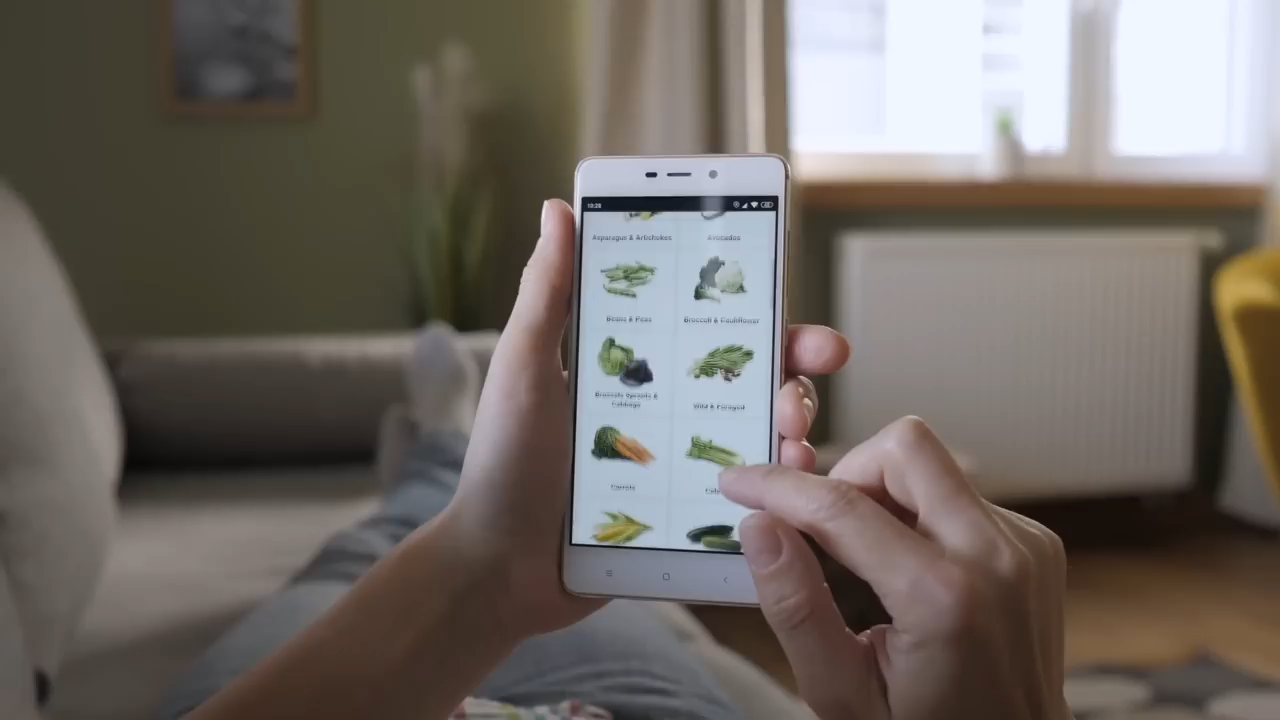 Asparagus & Artichokes
Avocados
Beans & Peas
Broccoli & Cauliflower
Brussels Sprouts &
Cabbage
Wild & Foraged
Carrots